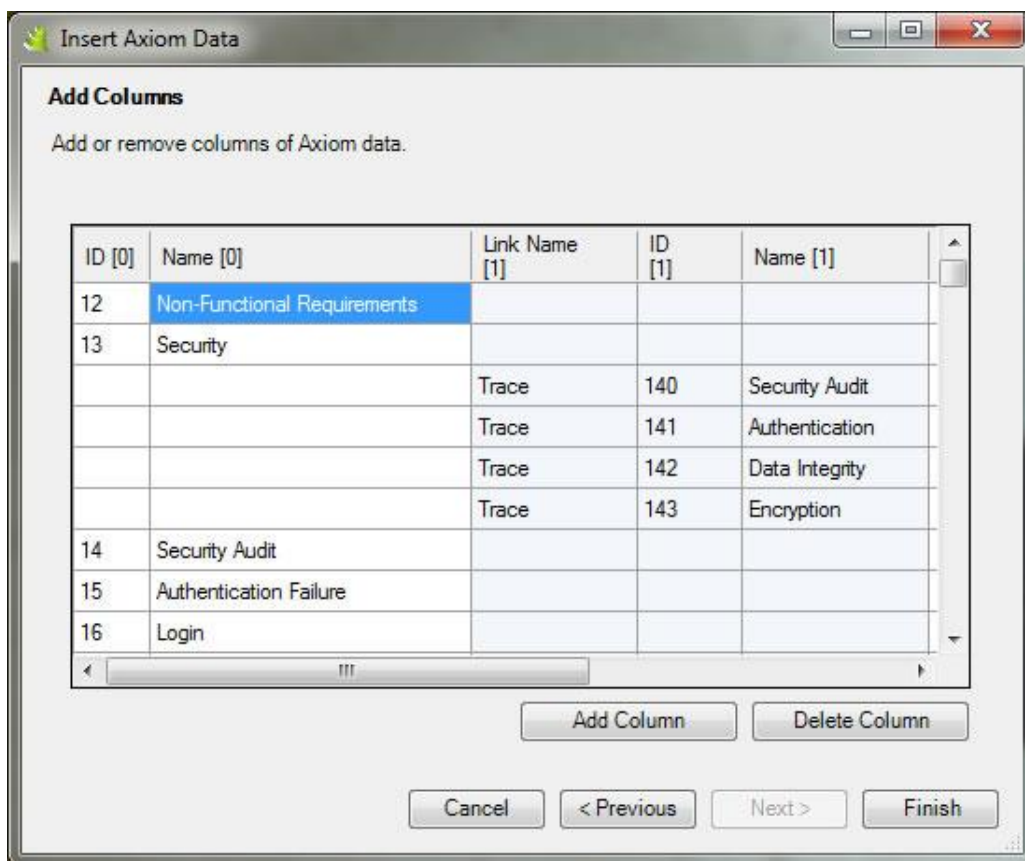 Insert Axiom Data
Add Columns
Add or remove columns of Axiom data.
ID [0] Name [0] Link Name [1] ID [1] Name [1]
12 Non-Functional Requirements
13 Security
Trace 140 Security Audit
Trace 141 Authentication
Trace 142 Data Integrity
Trace 143 Encryption
14 Security Audit
15 Authentication Failure
16 Login
Add Column Delete Column
Cancel < Previous Next > Finish